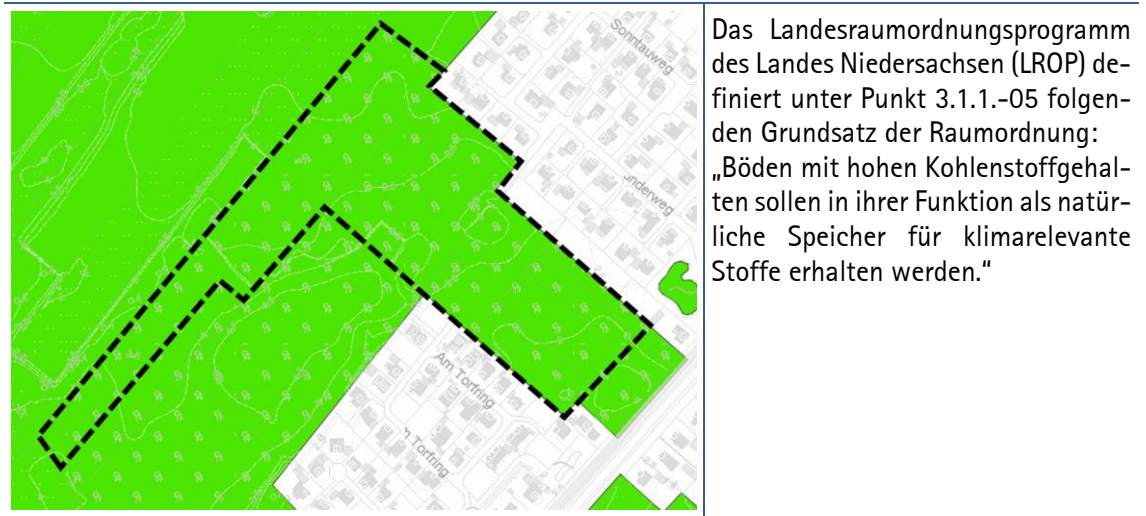 Sonntauweg
nderweg
Am Torfring
n Torfring
Das Landesraumordnungsprogramm
des Landes Niedersachsen (LROP) de-
finiert unter Punkt 3.1.1.-05 folgen-
den Grundsatz der Raumordnung:
„Böden mit hohen Kohlenstoffgehal-
ten sollen in ihrer Funktion als natür-
liche Speicher für klimarelevante
Stoffe erhalten werden."